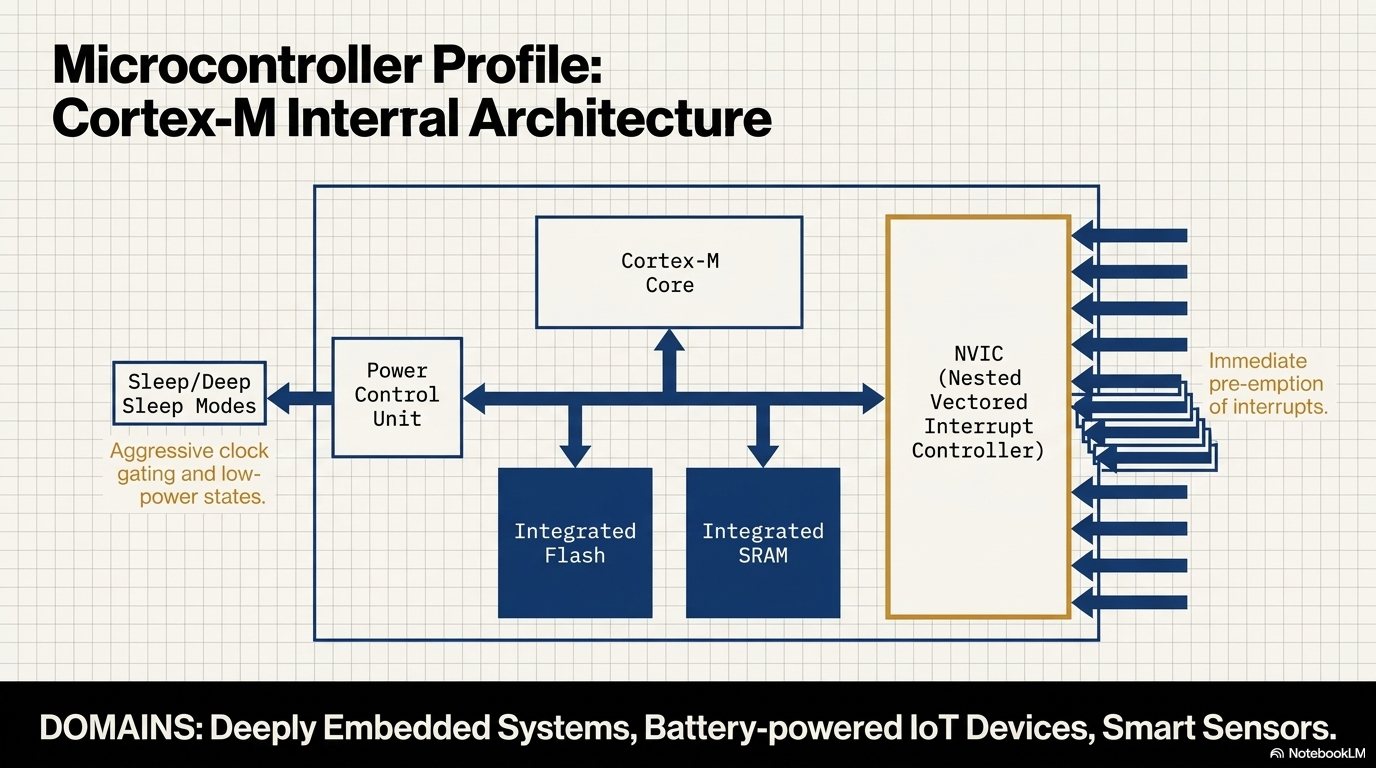 Microcontroller Profile:
Cortex-M Interral Architecture
Cortex-M
Core
Power
Control
Unit
Sleep/Deep
Sleep Modes
Aggressive clock
gating and low-
power states.
Integrated
Flash
Integrated
SRAM
NVIC
(Nested
Vectored
Interrupt
Controller)
Immediate
pre-emption
of interrupts.
DOMAINS: Deeply Embedded Systems, Battery-powered IoT Devices, Smart Sensors.
NotebookLM